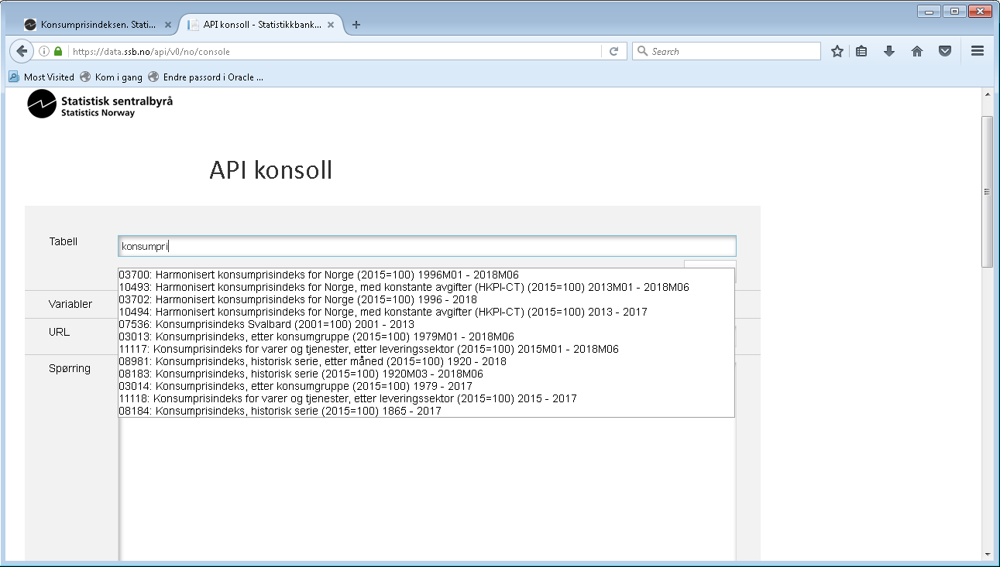 Konsumprisindeksen. Stati...
API konsoll - Statistikkbank...
https://data.ssb.no/api/v0/no/console
Search
Most Visited
Kom i gang
Endre passord i Oracle ...
Statistisk sentralbyrå
Statistics Norway
API konsoll
Tabell
konsumpri
03700: Harmonisert konsumprisindeks for Norge (2015=100) 1996M01 - 2018M06
10493: Harmonisert konsumprisindeks for Norge, med konstante avgifter (HKPI-CT) (2015=100) 2013M01 - 2018M06
03702: Harmonisert konsumprisindeks for Norge (2015=100) 1996 - 2018
10494: Harmonisert konsumprisindeks for Norge, med konstante avgifter (HKPI-CT) (2015=100) 2013 - 2017
07536: Konsumprisindeks Svalbard (2001=100) 2001 - 2013
03013: Konsumprisindeks, etter konsumgruppe (2015=100) 1979M01 - 2018M06
11117: Konsumprisindeks for varer og tjenester, etter leveringssektor (2015=100) 2015M01 - 2018M06
08981: Konsumprisindeks, historisk serie, etter måned (2015=100) 1920 - 2018
08183: Konsumprisindeks, historisk serie (2015=100) 1920M03 - 2018M06
03014: Konsumprisindeks, etter konsumgruppe (2015=100) 1979 - 2017
11118: Konsumprisindeks for varer og tjenester, etter leveringssektor (2015=100) 2015 - 2017
08184: Konsumprisindeks, historisk serie (2015=100) 1865 - 2017
Variabler
URL
Spørring